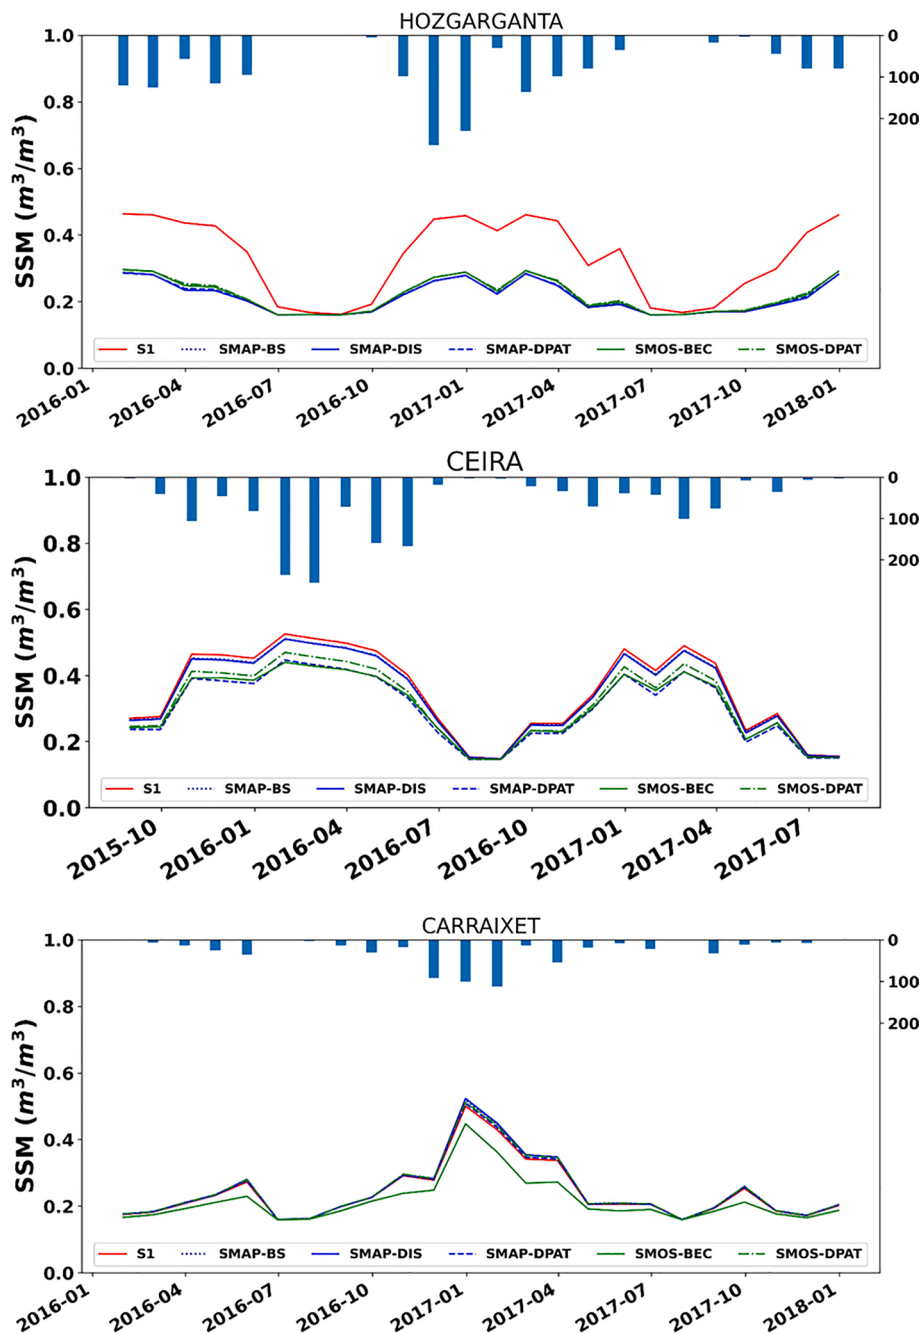 HOZGARGANTA
1.0
0.8
0.6
0.4
0.2
0.0
SSM (m³/m³)
0
100
200
S1 SMAP-BS SMAP-DIS SMAP-DPAT SMOS-BEC SMOS-DPAT
2016-01 2016-04 2016-07 2016-10 2017-01 2017-04 2017-07 2017-10 2018-01
CEIRA
1.0
0.8
0.6
0.4
0.2
0.0
SSM (m³/m³)
0
100
200
S1 SMAP-BS SMAP-DIS SMAP-DPAT SMOS-BEC SMOS-DPAT
2015-10 2016-01 2016-04 2016-07 2016-10 2017-01 2017-04 2017-07
CARRAIXET
1.0
0.8
0.6
0.4
0.2
0.0
SSM (m³/m³)
0
100
200
S1 SMAP-BS SMAP-DIS SMAP-DPAT SMOS-BEC SMOS-DPAT
2016-01 2016-04 2016-07 2016-10 2017-01 2017-04 2017-07 2017-10 2018-01